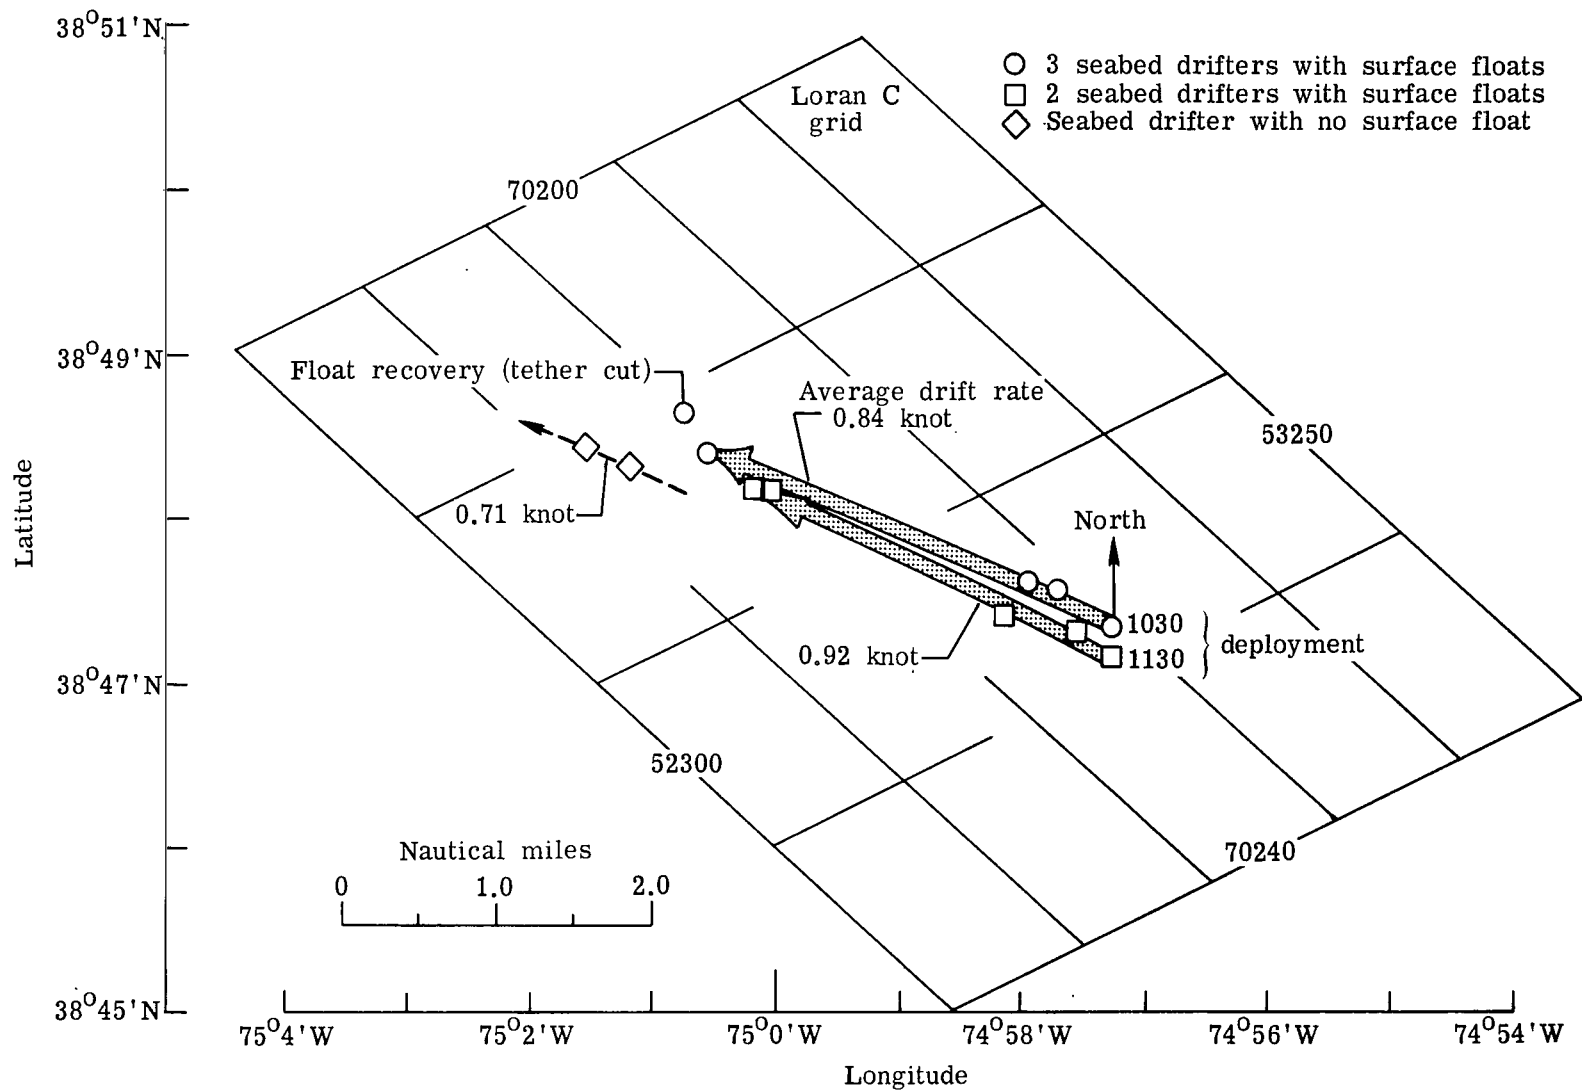 38°51'N
3 seabed drifters with surface floats
2 seabed drifters with surface floats
Seabed drifter with no surface float
Loran C
grid
70200
38°49'N
Float recovery (tether cut)
Average drift rate
0.84 knot
53250
Latitude
0.71 knot
North
1030
1130
deployment
0.92 knot
38°47'N
52300
70240
Nautical miles
0 1.0 2.0
38°45'N
75°4'W 75°2'W 75°0'W 74°58'W 74°56'W 74°54'W
Longitude